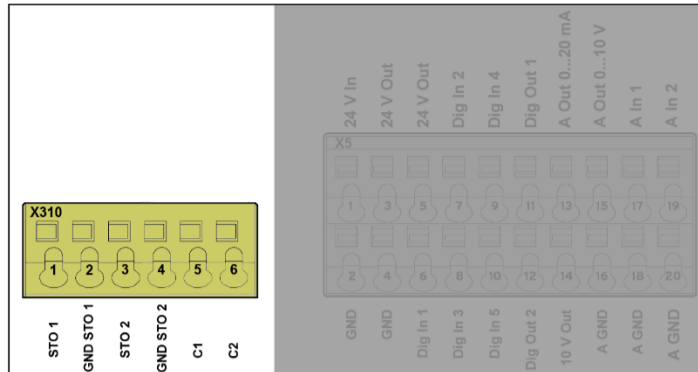 24 V In
24 V Out
24 V Out
Dig In 2
Dig In 4
Dig Out 1
A Out 0...20 mA
A Out 0...10 V
A In 1
A In 2
X5
1 3 5 7 9 11 13 15 17 19
2 4 6 8 10 12 14 16 18 20
GND
GND
Dig In 1
Dig In 3
Dig In 5
Dig Out 2
10 V Out
A GND
A GND
A GND
X310
1 2 3 4 5 6
STO 1
GND STO 1
STO 2
GND STO 2
C1
C2